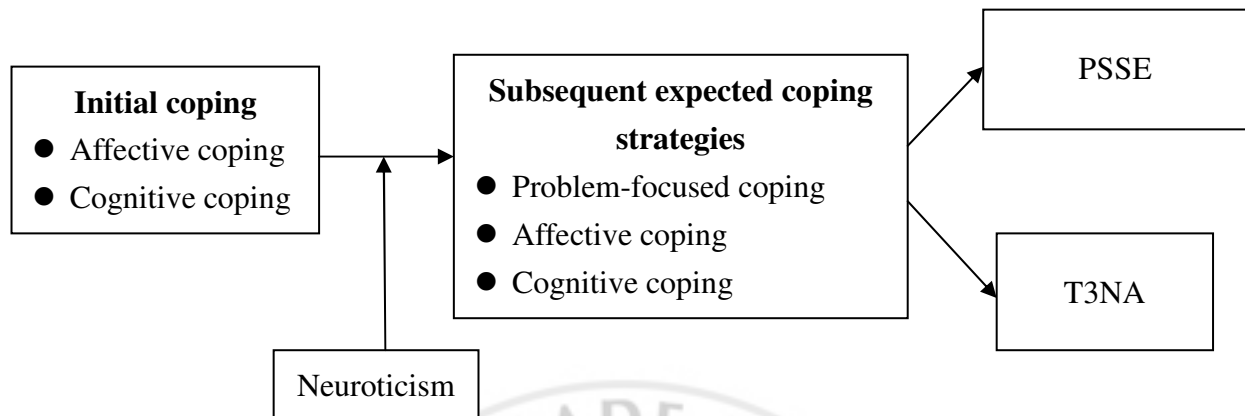 Initial coping
● Affective coping
● Cognitive coping
Subsequent expected coping
strategies
● Problem-focused coping
● Affective coping
● Cognitive coping
PSSE
T3NA
Neuroticism